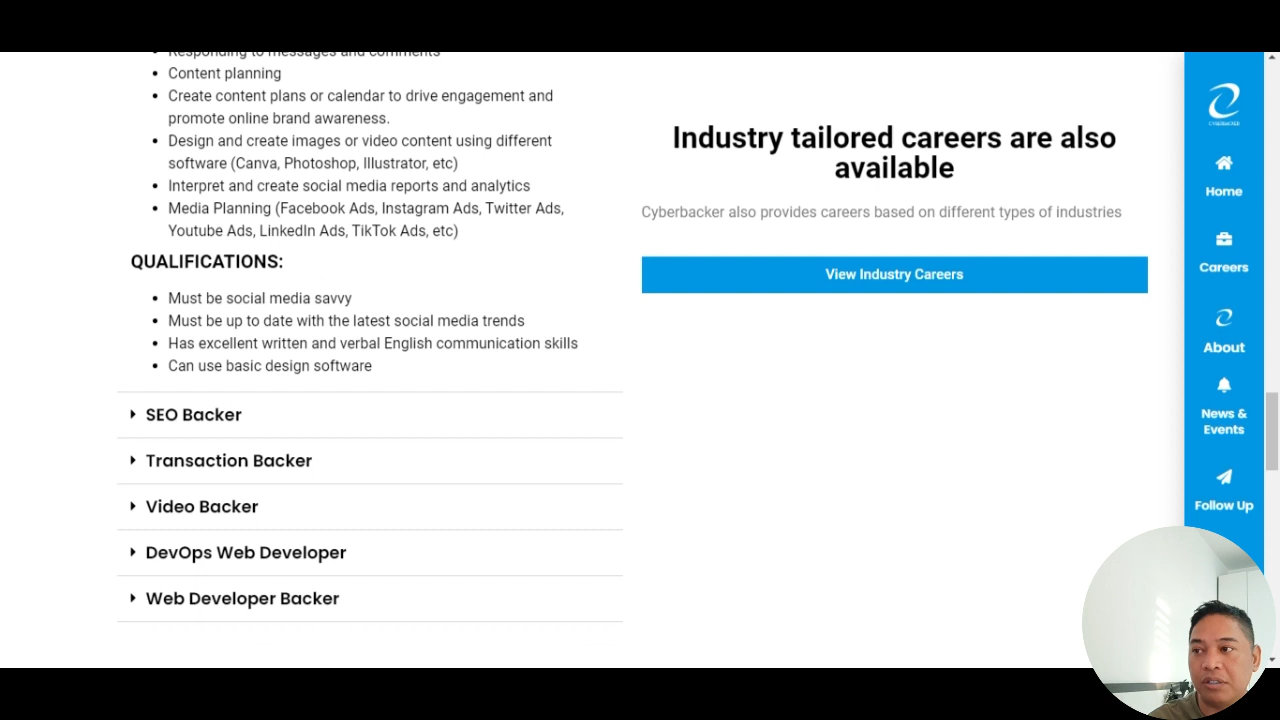 Responding to messages and comments
Content planning
Create content plans or calendar to drive engagement and
promote online brand awareness.
Design and create images or video content using different
software (Canva, Photoshop, Illustrator, etc)
Interpret and create social media reports and analytics
Media Planning (Facebook Ads, Instagram Ads, Twitter Ads,
Youtube Ads, LinkedIn Ads, TikTok Ads, etc)
QUALIFICATIONS:
Must be social media savvy
Must be up to date with the latest social media trends
Has excellent written and verbal English communication skills
Can use basic design software
SEO Backer
Transaction Backer
Video Backer
DevOps Web Developer
Web Developer Backer
Industry tailored careers are also
available
Cyberbacker also provides careers based on different types of industries
View Industry Careers
CYBERBACKER
Home
Careers
About
News &
Events
Follow Up